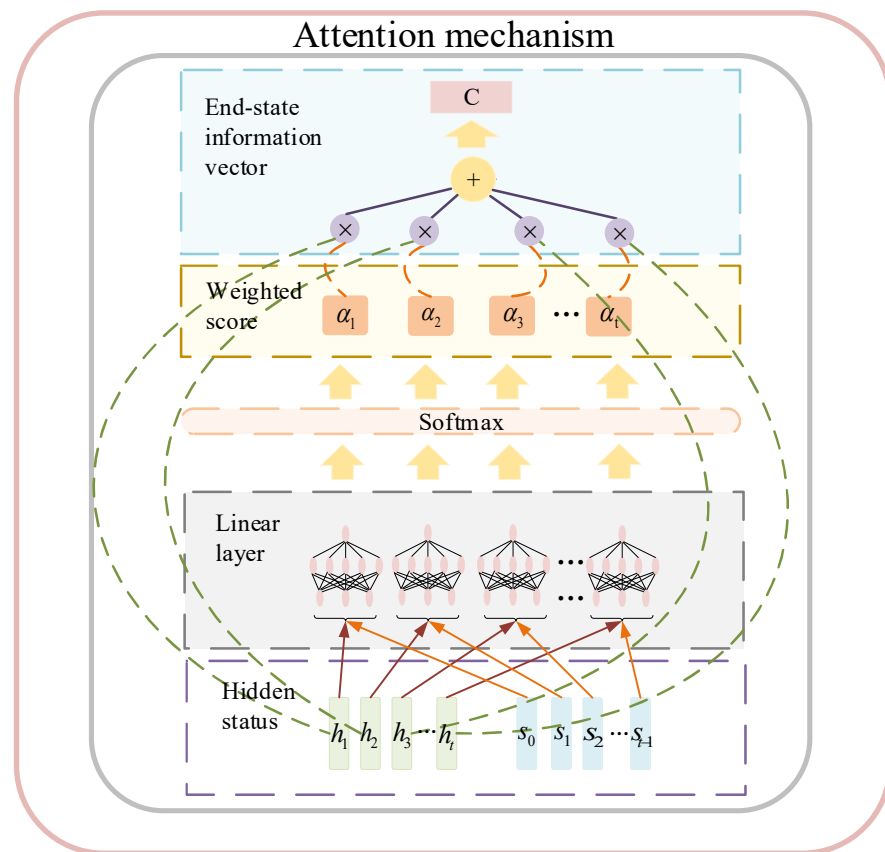 Attention mechanism
C
End-state
information
vector
+
× × × ×
Weighted
score
α₁ α₂ α₃ ··· αₜ
Softmax
Linear
layer
···
···
Hidden
status
h₁ h₂ h₃ ··· hₜ s₀ s₁ s₂ ··· sₜ₋₁